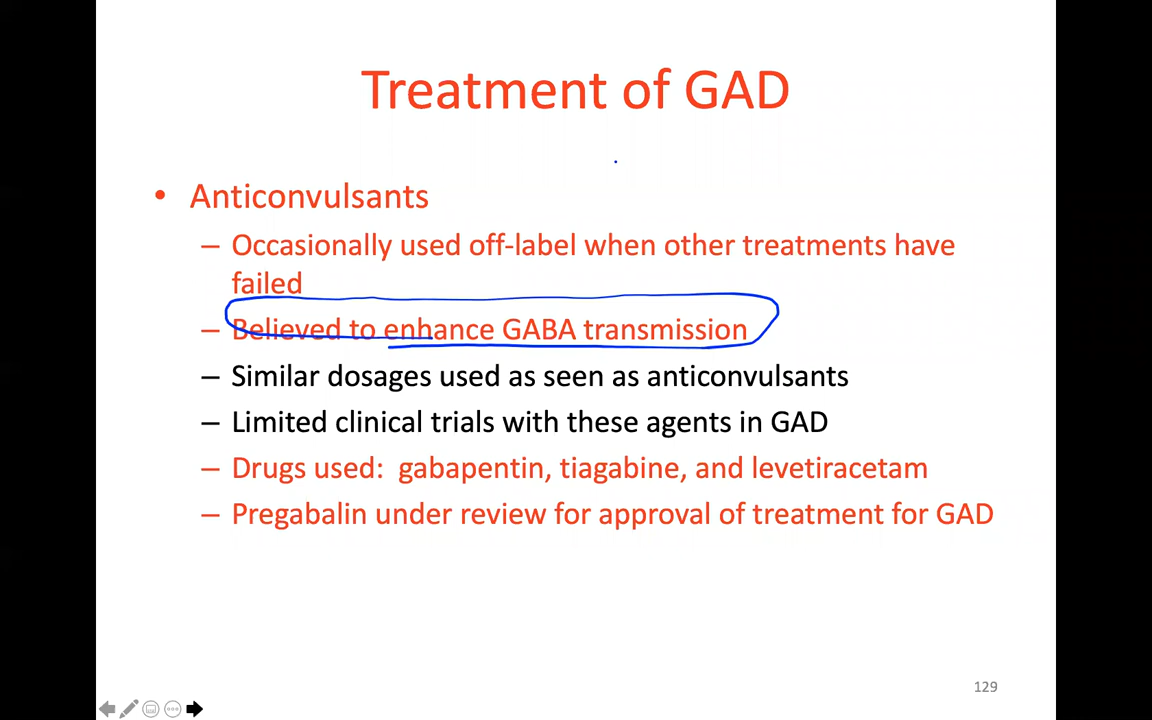 Treatment of GAD
• Anticonvulsants
– Occasionally used off-label when other treatments have
failed
– Believed to enhance GABA transmission
– Similar dosages used as seen as anticonvulsants
– Limited clinical trials with these agents in GAD
– Drugs used:  gabapentin, tiagabine, and levetiracetam
– Pregabalin under review for approval of treatment for GAD
129